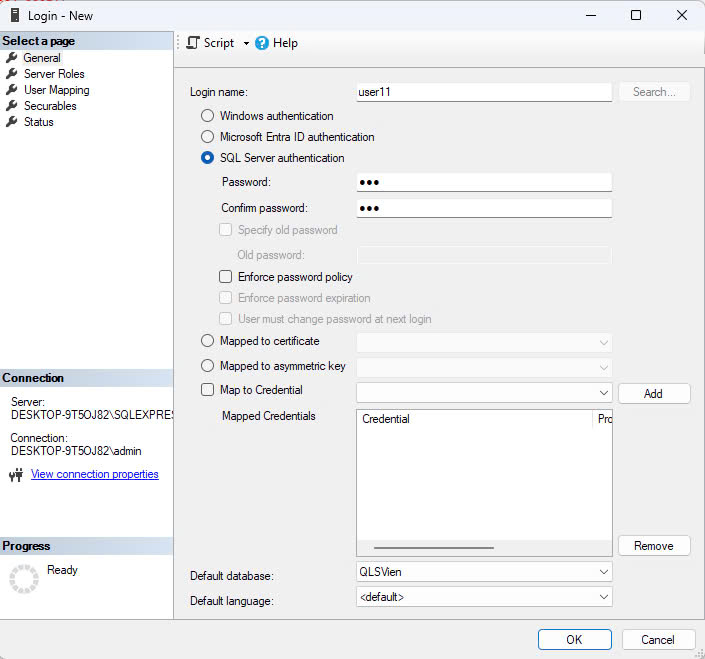 Login - New
Select a page
General
Server Roles
User Mapping
Securables
Status
Connection
Server:
DESKTOP-9T5OJ82\SQLEXPRES
Connection:
DESKTOP-9T5OJ82\admin
View connection properties
Progress
Ready
Script
Help
Login name: user11 Search...
Windows authentication
Microsoft Entra ID authentication
SQL Server authentication
Password: ●●●
Confirm password: ●●●
Specify old password
Old password:
Enforce password policy
Enforce password expiration
User must change password at next login
Mapped to certificate
Mapped to asymmetric key
Map to Credential Add
Mapped Credentials Credential Pro
Remove
Default database: QLSVien
Default language: <default>
OK Cancel